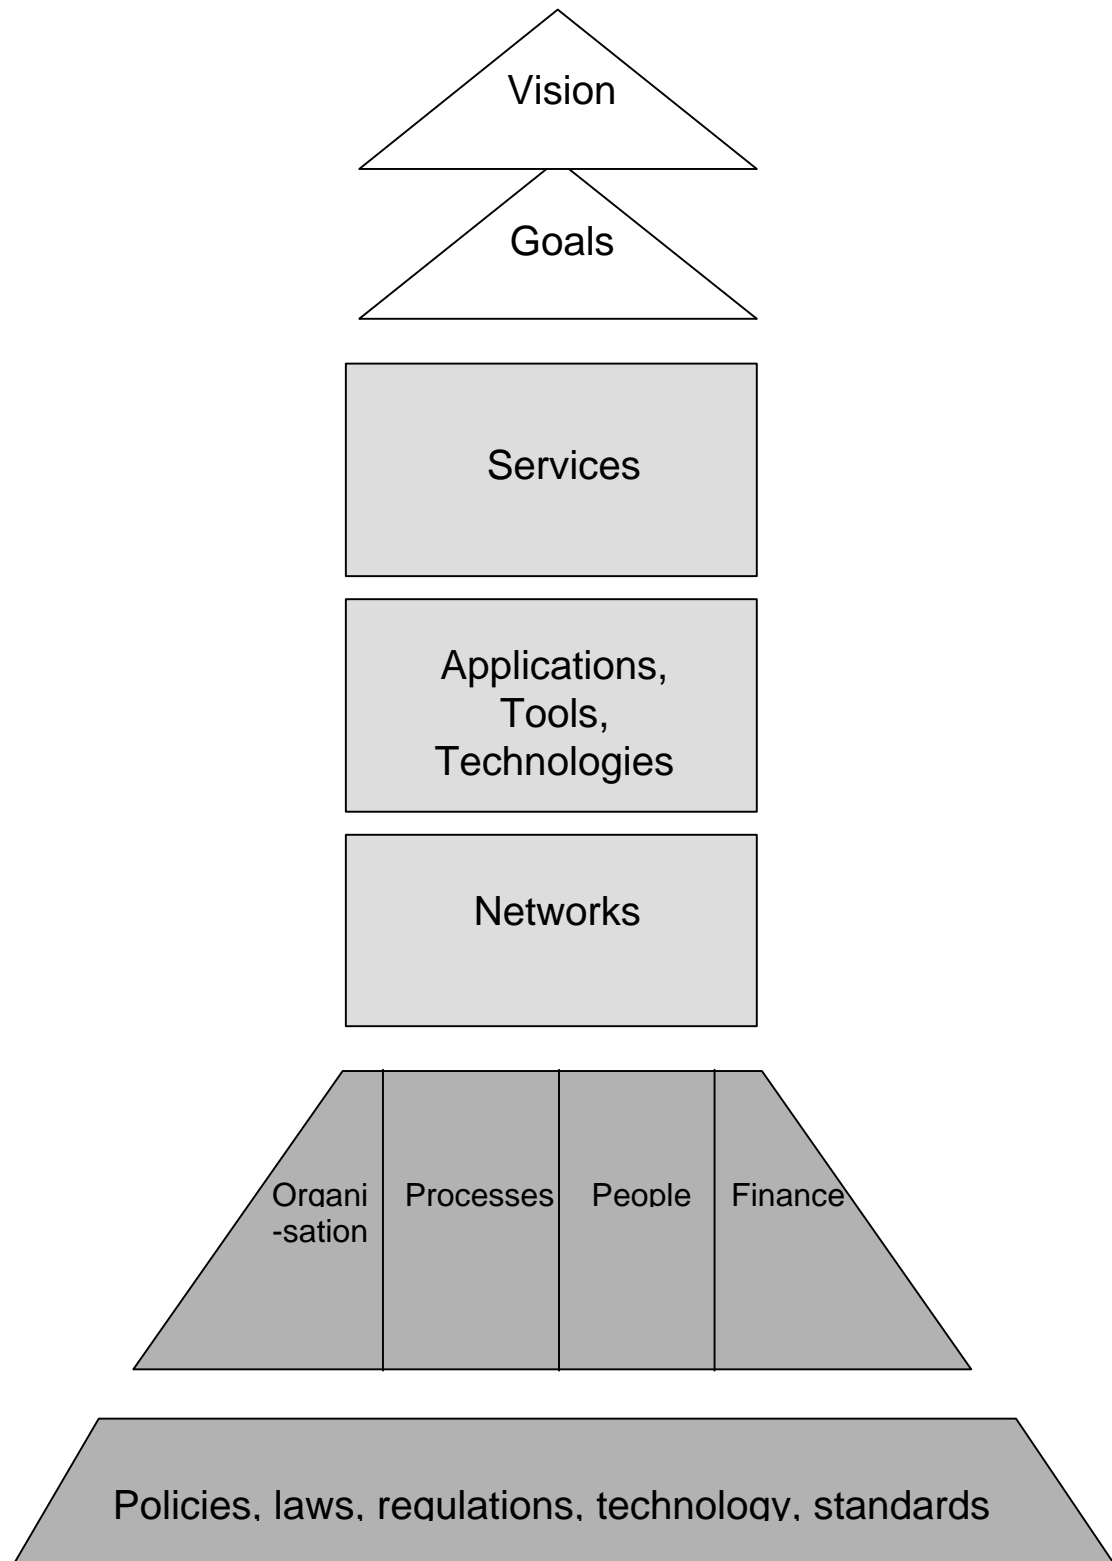 Vision
Goals
Services
Applications,
Tools,
Technologies
Networks
Organi
-sation
Processes
People
Finance
Policies, laws, regulations, technology, standards